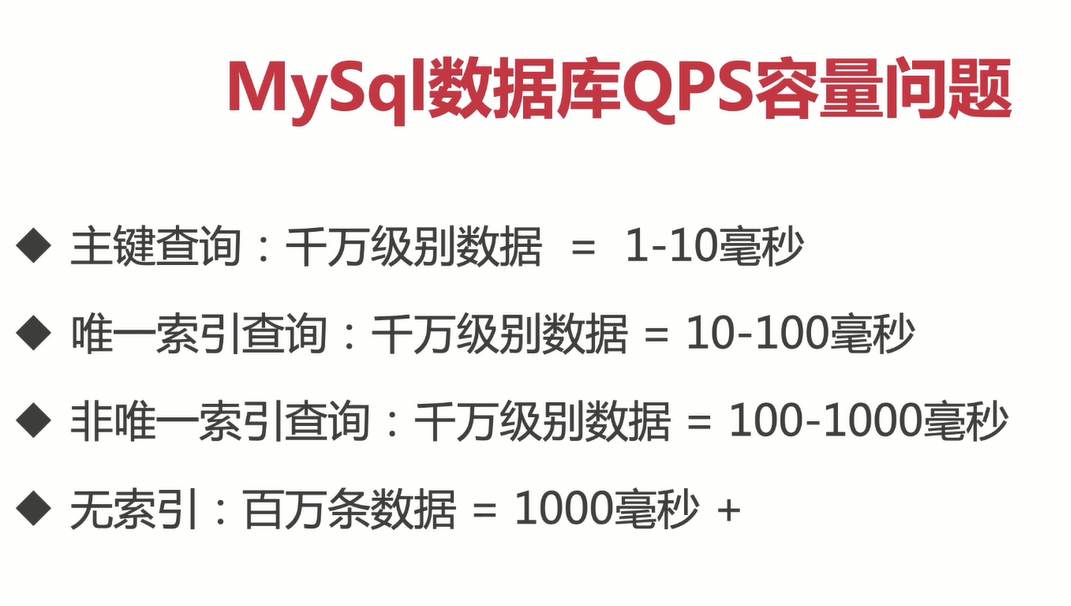 MySql数据库QPS容量问题
◆ 主键查询：千万级别数据 = 1-10毫秒
◆ 唯一索引查询：千万级别数据 = 10-100毫秒
◆ 非唯一索引查询：千万级别数据 = 100-1000毫秒
◆ 无索引：百万条数据 = 1000毫秒 +